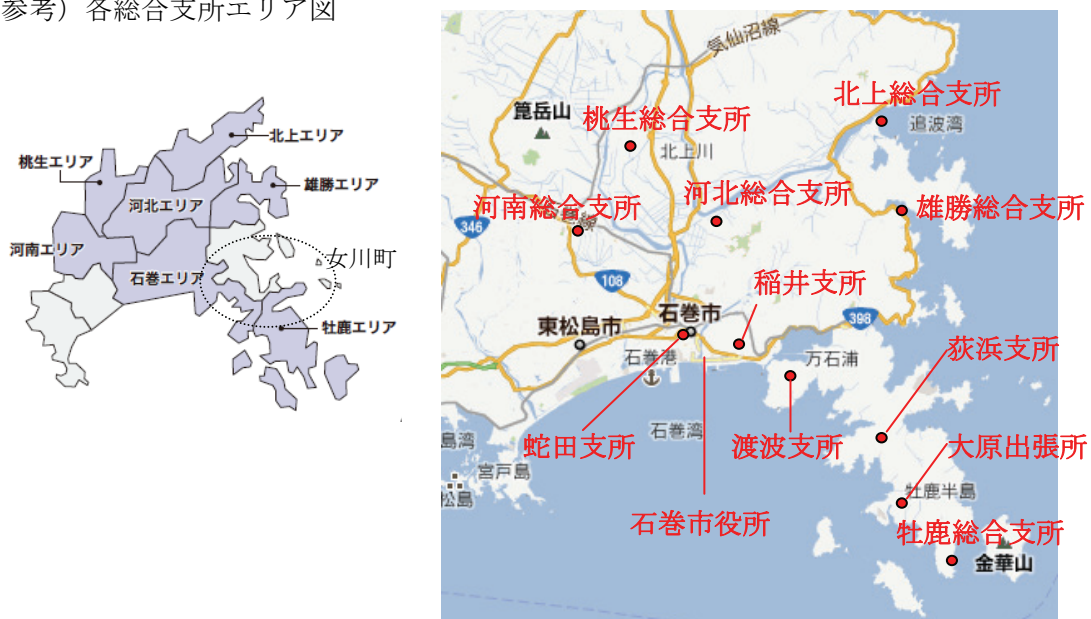 参考）各総合支所エリア図
北上エリア
桃生エリア
雄勝エリア
河北エリア
河南エリア
女川町
石巻エリア
牡鹿エリア
気仙沼線
北上総合支所
箟岳山
桃生総合支所
追波湾
北上川
河北総合支所
河南総合支所
雄勝総合支所
346
108
稲井支所
石巻市
398
東松島市
荻浜支所
石巻港
万石浦
石巻湾
蛇田支所
渡波支所
大原出張所
島湾
宮戸島
松島
牡鹿半島
石巻市役所
牡鹿総合支所
金華山